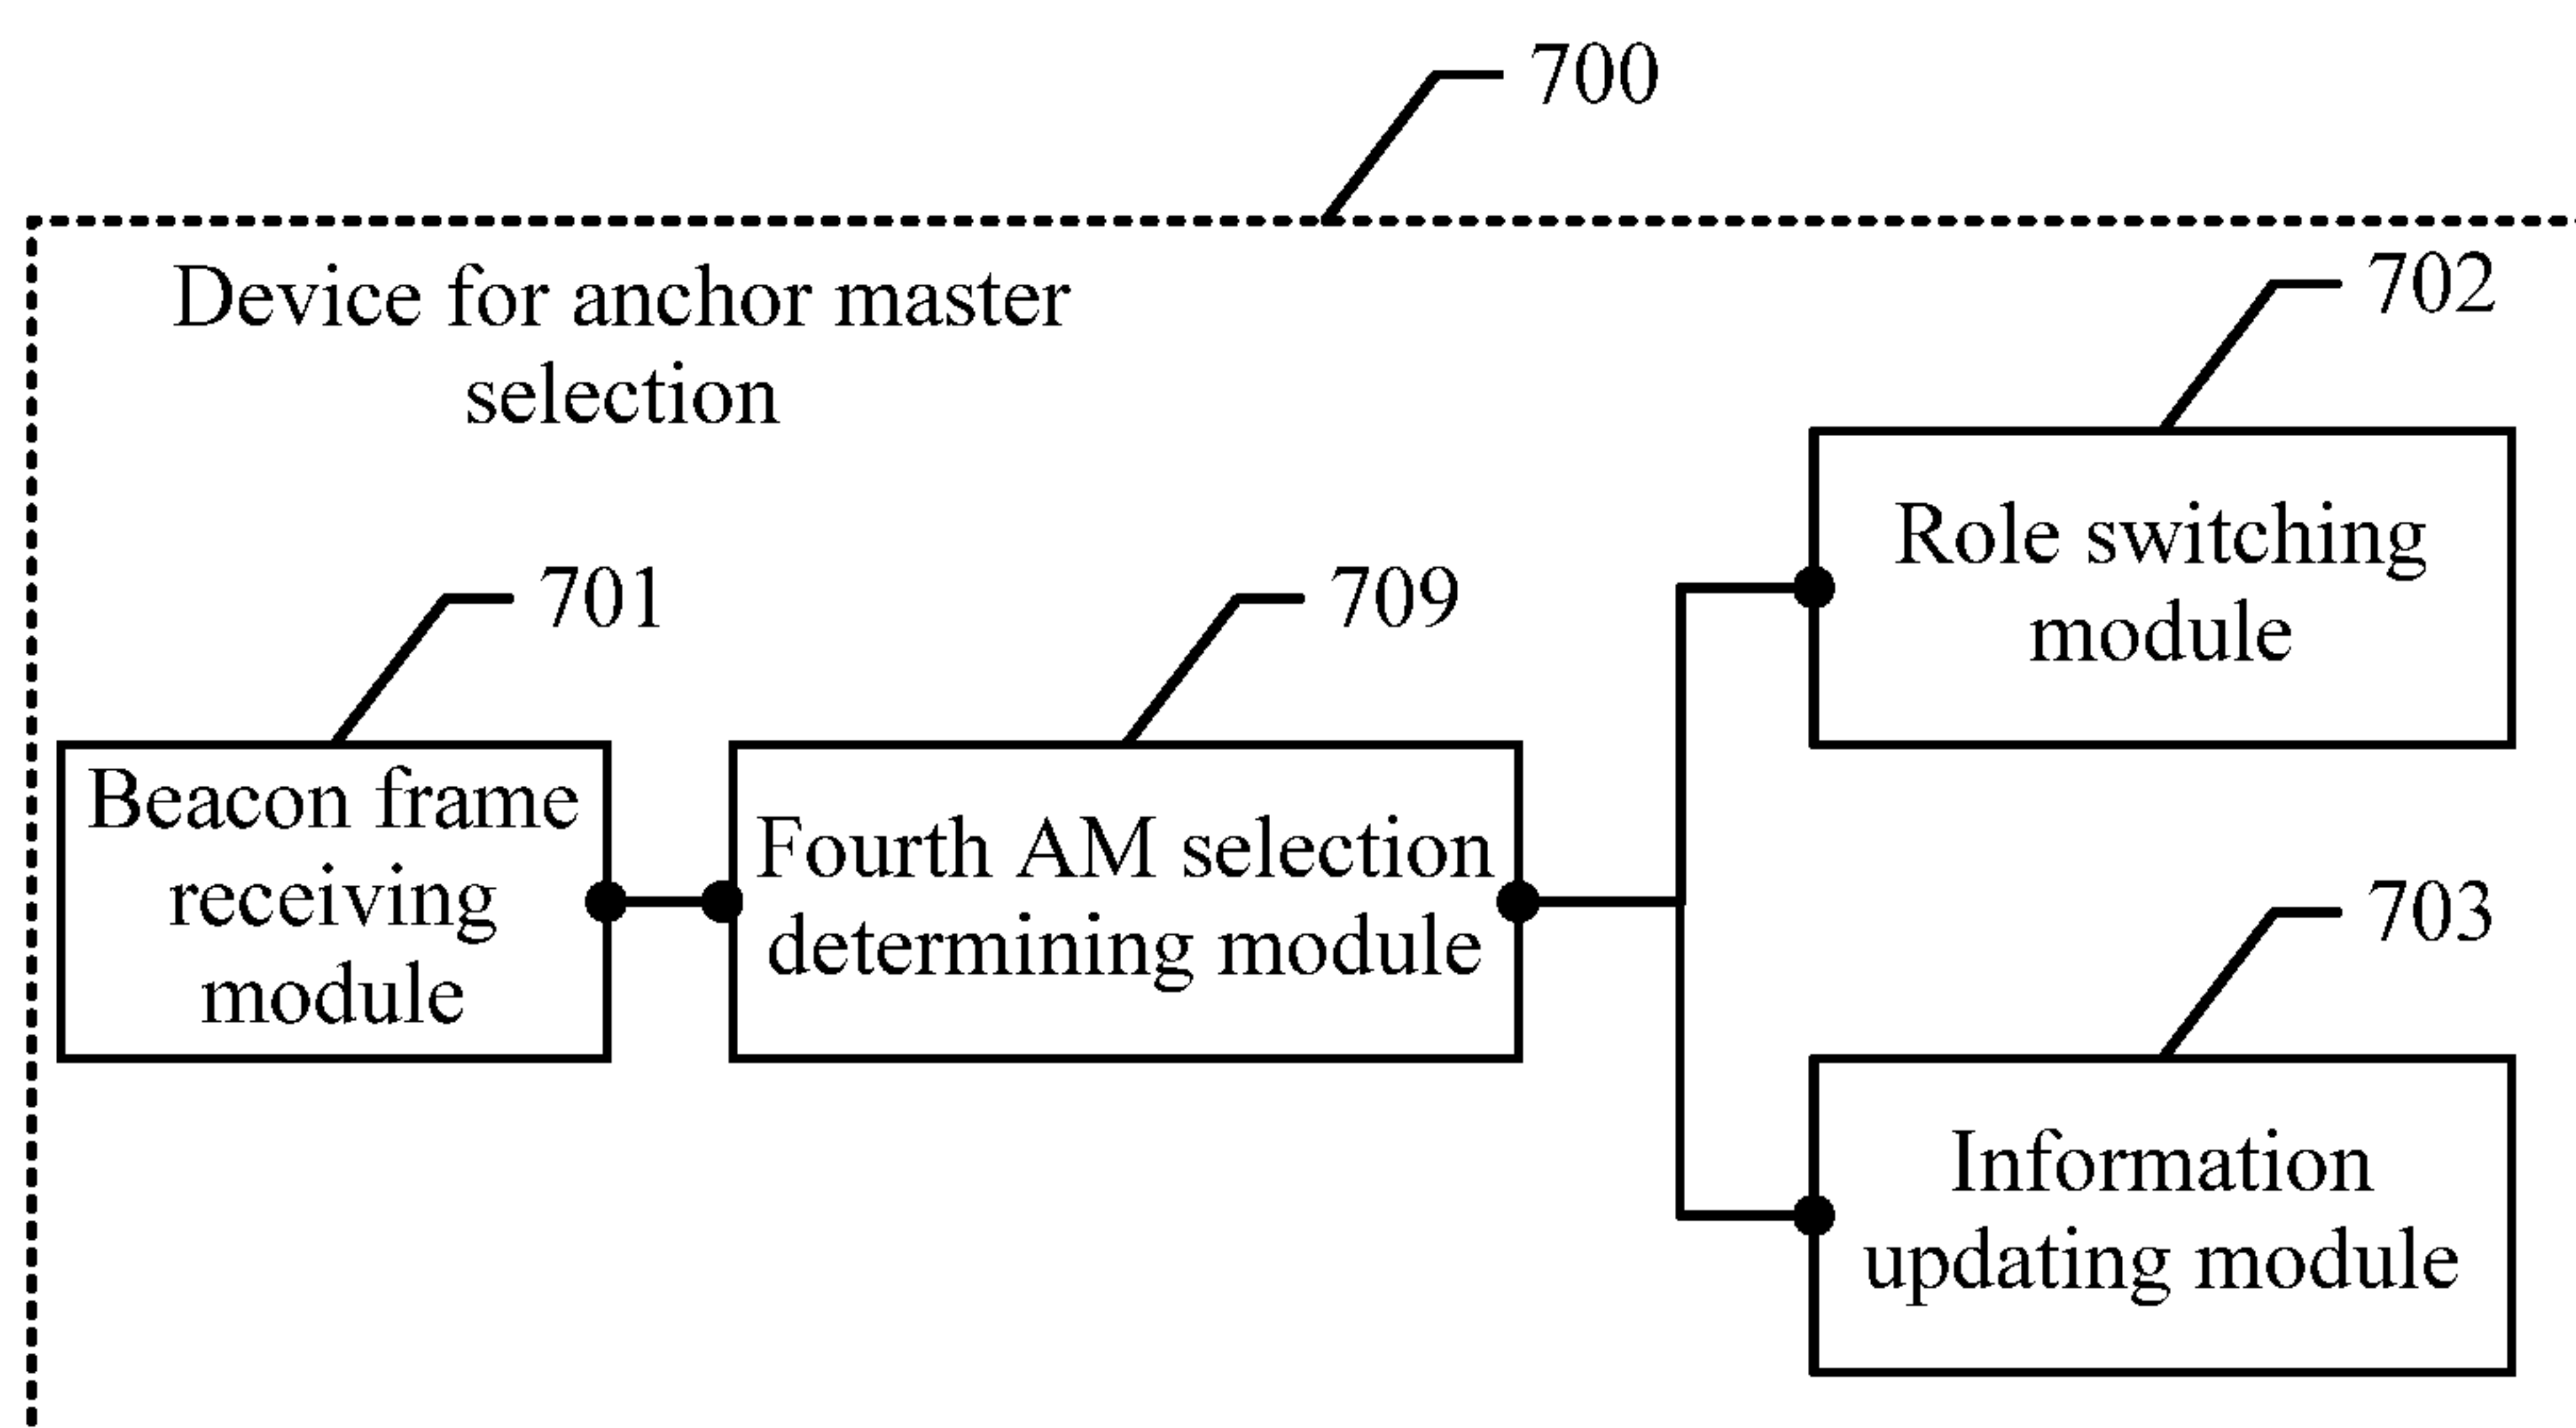 700
Device for anchor master
selection
702
Role switching
module
701
Beacon frame
receiving
module
709
Fourth AM selection
determining module
703
Information
updating module